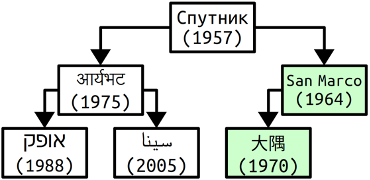 Спутник
(1957)
आर्यभट
(1975)
San Marco
(1964)
אופק
(1988)
سينا
(2005)
大隅
(1970)